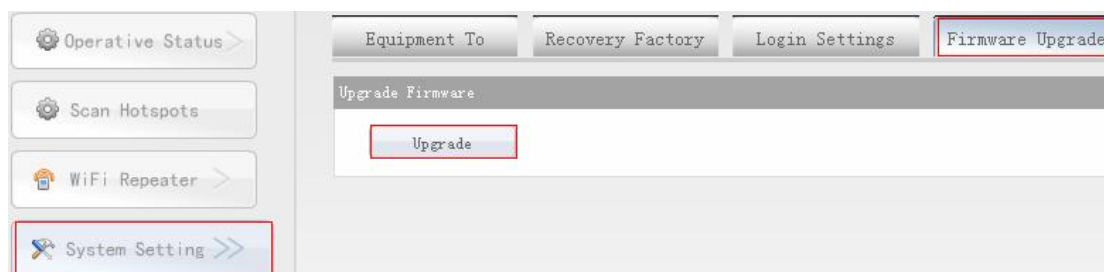 Operative Status
Scan Hotspots
WiFi Repeater
System Setting
Equipment To
Recovery Factory
Login Settings
Firmware Upgrade
Upgrade Firmware
Upgrade